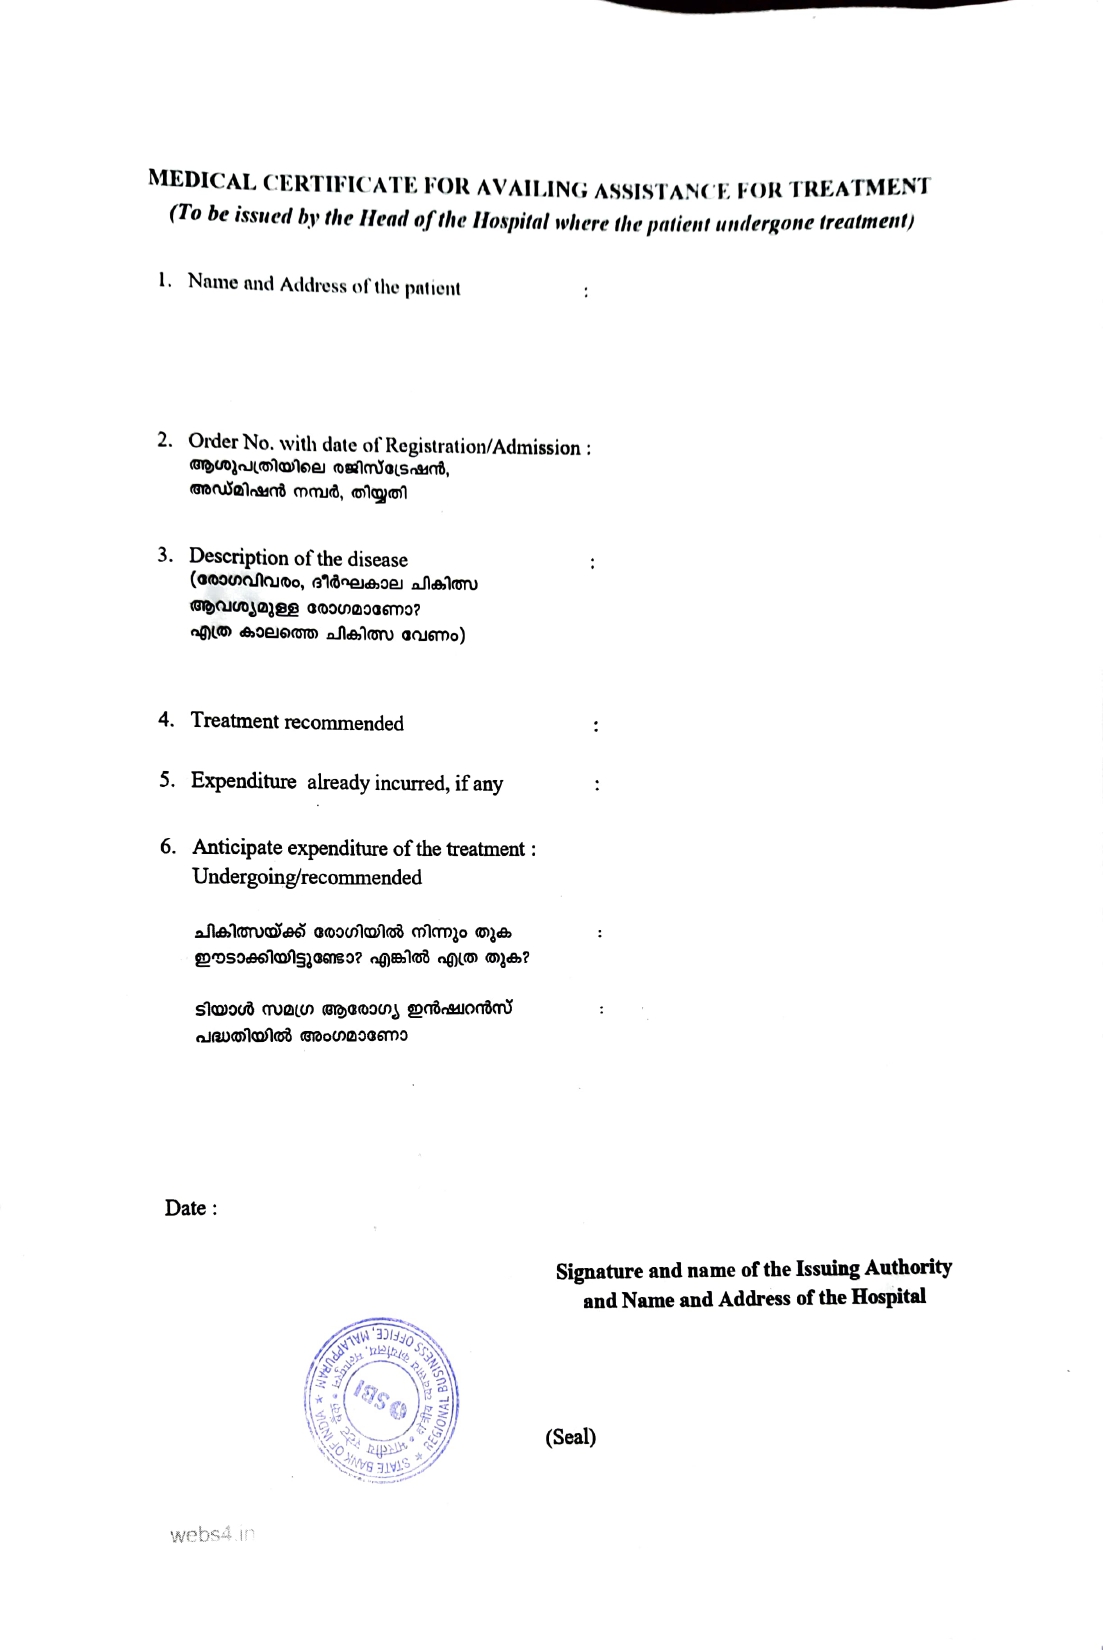 MEDICAL CERTIFICATE FOR AVAILING ASSISTANCE FOR TREATMENT
(To be issued by the Head of the Hospital where the patient undergone treatment)
1. Name and Address of the patient :
2. Order No. with date of Registration/Admission :
ആശുപത്രിയിലെ രജിസ്ട്രേഷൻ,
അഡ്മിഷൻ നമ്പർ, തിയ്യതി
3. Description of the disease :
(രോഗവിവരം, ദീർഘകാല ചികിത്സ
ആവശ്യമുള്ള രോഗമാണോ?
എത്ര കാലത്തെ ചികിത്സ വേണം)
4. Treatment recommended :
5. Expenditure already incurred, if any :
6. Anticipate expenditure of the treatment :
Undergoing/recommended
ചികിത്സയ്ക്ക് രോഗിയിൽ നിന്നും തുക :
ഈടാക്കിയിട്ടുണ്ടോ? എങ്കിൽ എത്ര തുക?
ടിയാൾ സമഗ്ര ആരോഗ്യ ഇൻഷ്വറൻസ് :
പദ്ധതിയിൽ അംഗമാണോ
Date :
Signature and name of the Issuing Authority
and Name and Address of the Hospital
STATE BANK OF INDIA ★ REGIONAL BUSINESS OFFICE, MALAPPURAM ★
भारतीय स्टेट बैंक • क्षेत्रीय व्यवसाय कार्यालय, मलप्पुरम •
SBI
(Seal)
webs4.in